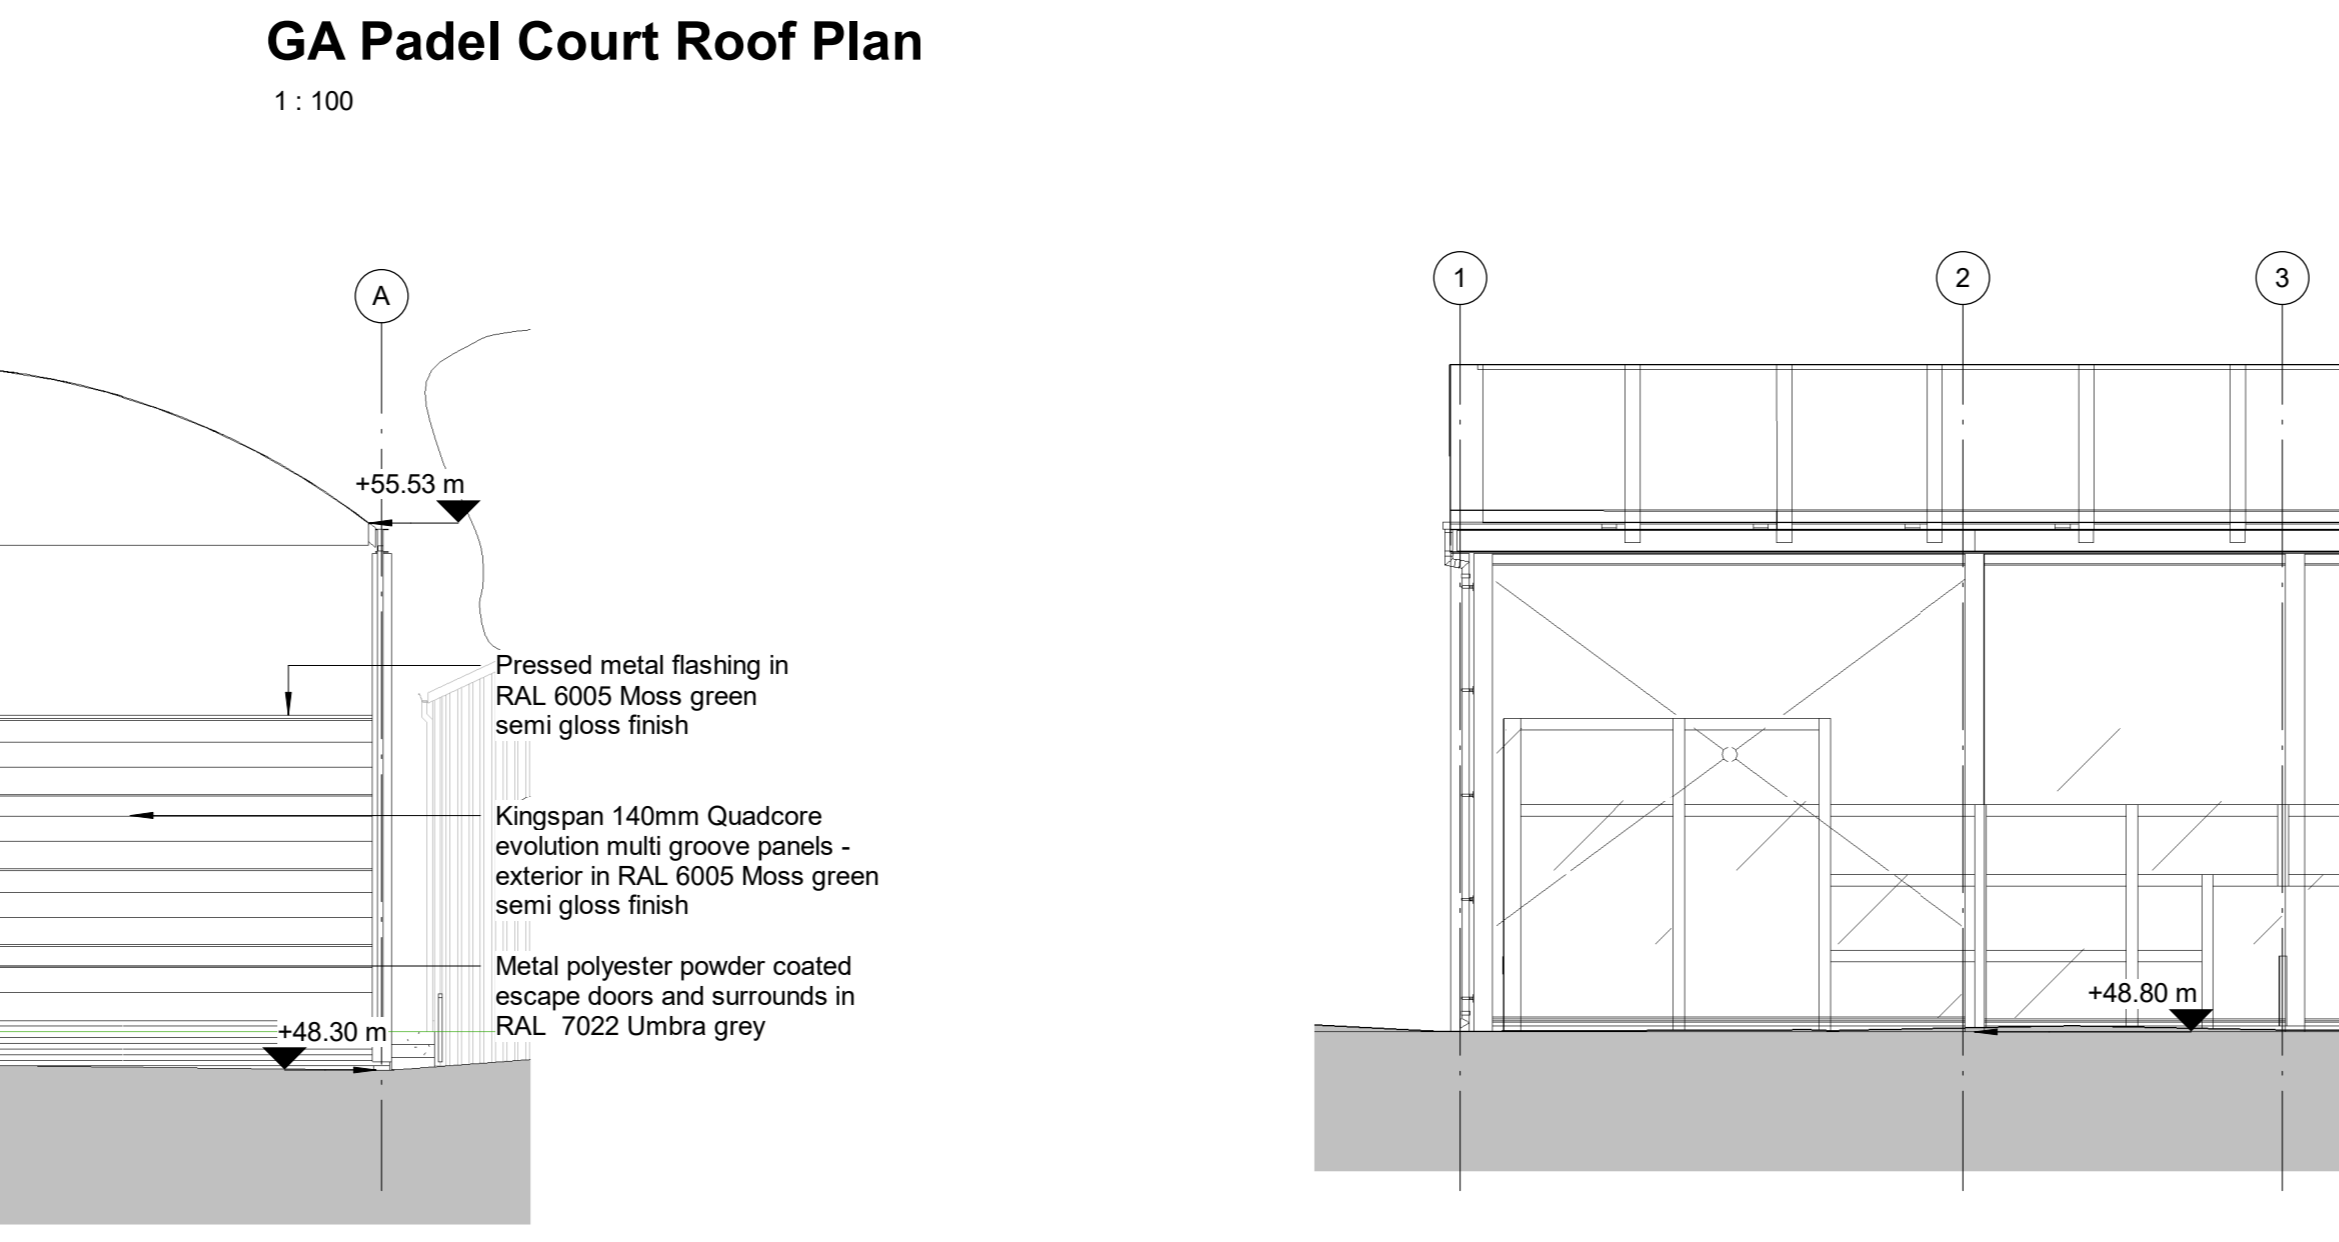 GA Padel Court Roof Plan
1 : 100
A
+55.53 m
Pressed metal flashing in
RAL 6005 Moss green
semi gloss finish
Kingspan 140mm Quadcore
evolution multi groove panels -
exterior in RAL 6005 Moss green
semi gloss finish
Metal polyester powder coated
escape doors and surrounds in
RAL  7022 Umbra grey
+48.30 m
1
2
3
+48.80 m